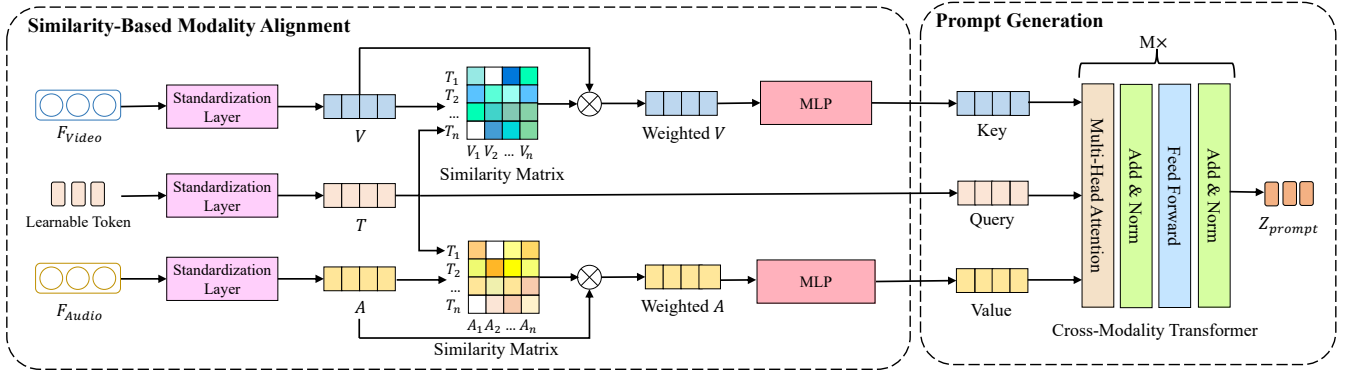 Similarity-Based Modality Alignment
Prompt Generation
M×
F_Video
Standardization
Layer
V
T_1
T_2
...
T_n
V_1 V_2 ... V_n
Similarity Matrix
Weighted V
MLP
Key
Learnable Token
Standardization
Layer
T
Query
F_Audio
Standardization
Layer
A
T_1
T_2
...
T_n
A_1 A_2 ... A_n
Similarity Matrix
Weighted A
MLP
Value
Multi-Head Attention
Add & Norm
Feed Forward
Add & Norm
Z_prompt
Cross-Modality Transformer